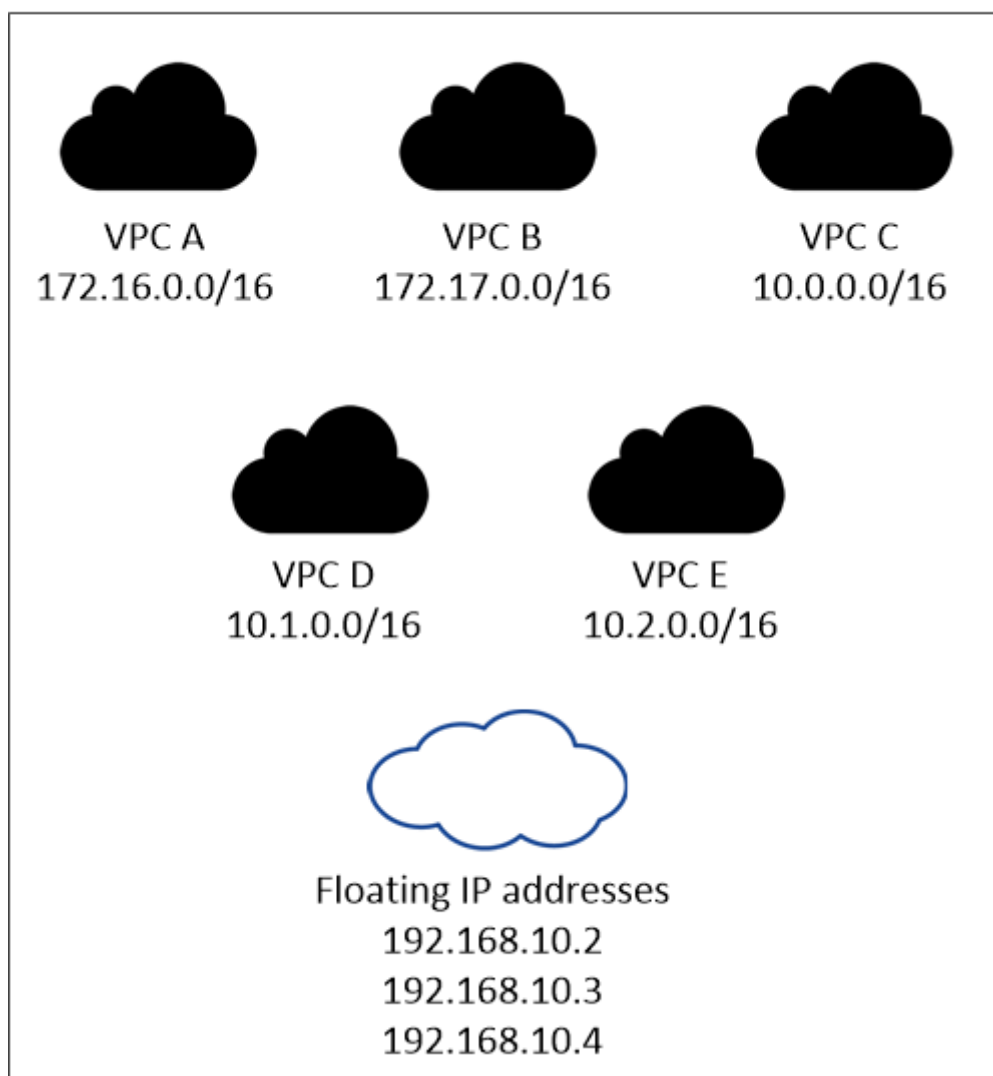 VPC A
172.16.0.0/16
VPC B
172.17.0.0/16
VPC C
10.0.0.0/16
VPC D
10.1.0.0/16
VPC E
10.2.0.0/16
Floating IP addresses
192.168.10.2
192.168.10.3
192.168.10.4